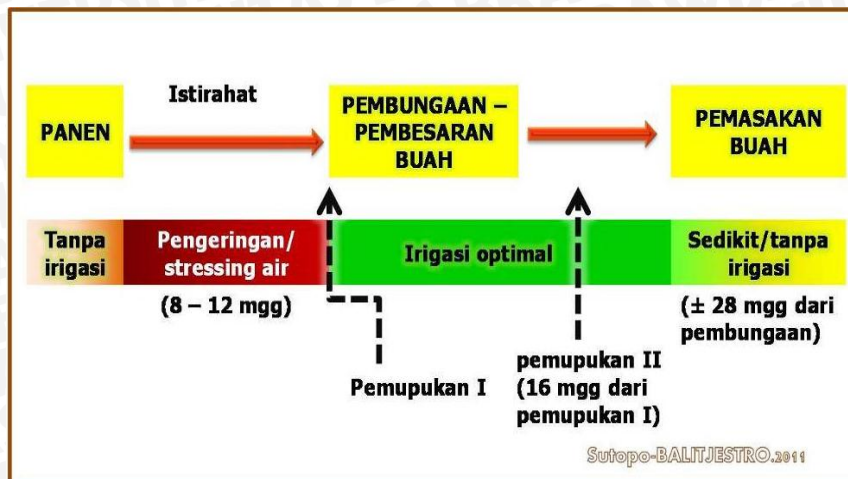 Istirahat
PANEN
PEMBUNGAAN –
PEMBESARAN
BUAH
PEMASAKAN
BUAH
Tanpa
irigasi
Pengeringan/
stressing air
Irigasi optimal
Sedikit/tanpa
irigasi
(8 – 12 mgg)
(± 28 mgg dari
pembungaan)
Pemupukan I
pemupukan II
(16 mgg dari
pemupukan I)
Sutopo-BALITJESTRO.2011